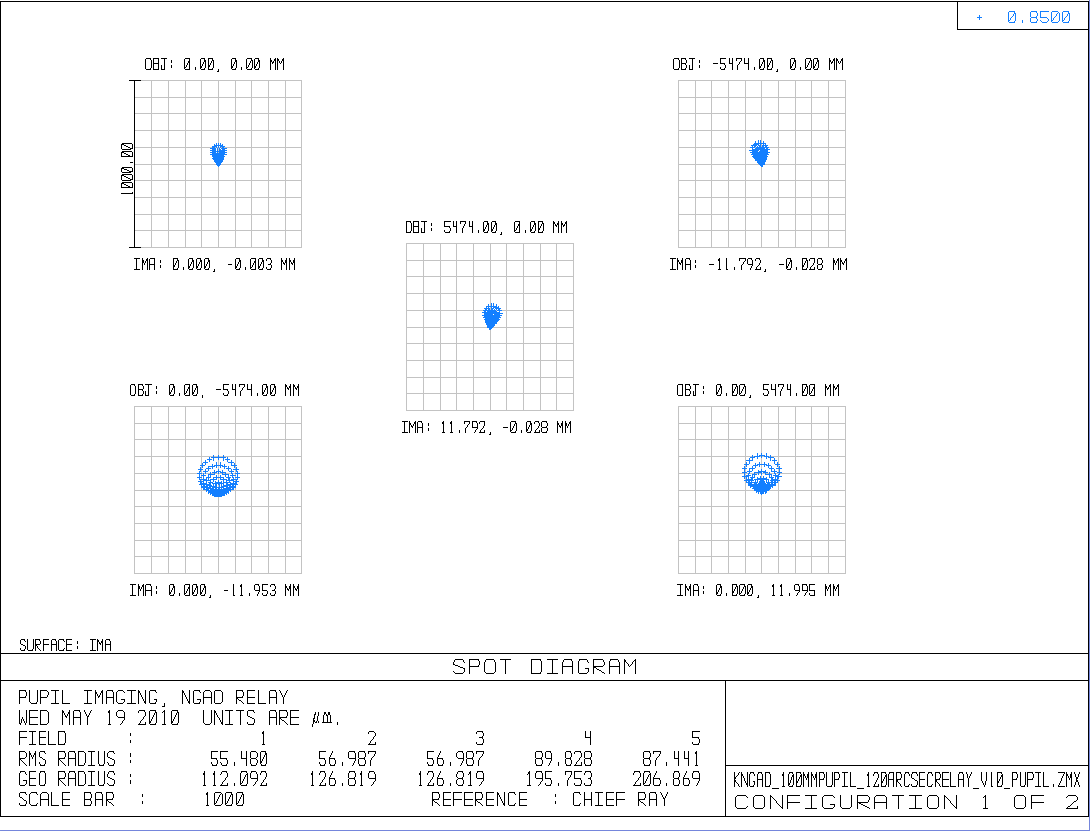 + 0.8500
OBJ: 0.00, 0.00 MM
OBJ: -5474.00, 0.00 MM
1000.00
IMA: 0.000, -0.003 MM
IMA: -11.792, -0.028 MM
OBJ: 5474.00, 0.00 MM
IMA: 11.792, -0.028 MM
OBJ: 0.00, -5474.00 MM
OBJ: 0.00, 5474.00 MM
IMA: 0.000, -11.953 MM
IMA: 0.000, 11.995 MM
SURFACE: IMA
SPOT DIAGRAM
PUPIL IMAGING, NGAO RELAY
WED MAY 19 2010 UNITS ARE µm.
FIELD : 1 2 3 4 5
RMS RADIUS : 55.480 56.987 56.987 89.828 87.441
GEO RADIUS : 112.092 126.819 126.819 195.753 206.869
SCALE BAR : 1000 REFERENCE : CHIEF RAY
KNGAO_100MMPUPIL_120ARCSECRELAY_V10_PUPIL.ZMX
CONFIGURATION 1 OF 2